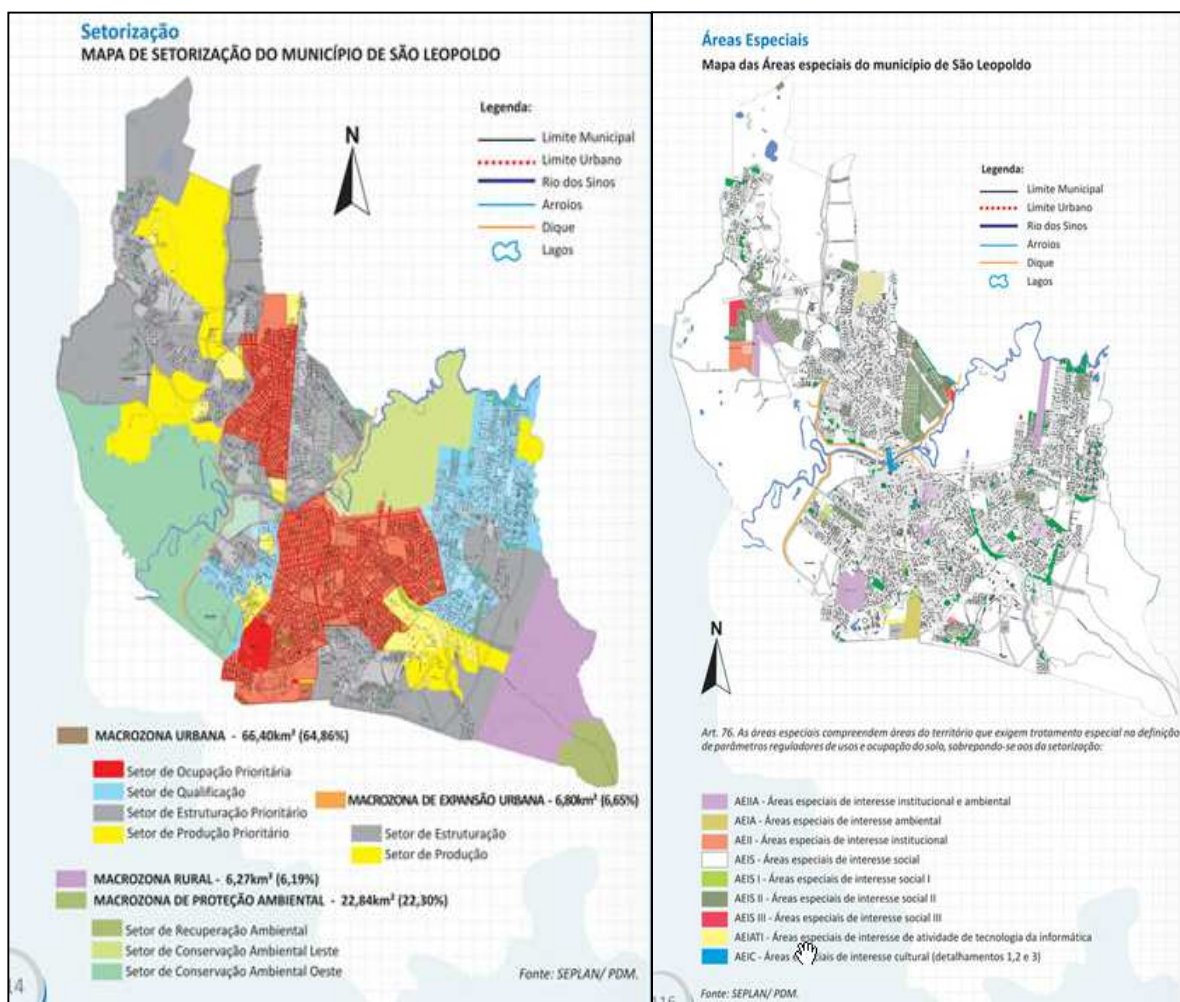 Setorização
MAPA DE SETORIZAÇÃO DO MUNICÍPIO DE SÃO LEOPOLDO
Legenda:
N
Limite Municipal
Limite Urbano
Rio dos Sinos
Arroios
Dique
Lagos
MACROZONA URBANA - 66,40km² (64,86%)
Setor de Ocupação Prioritária
Setor de Qualificação
Setor de Estruturação Prioritário
Setor de Produção Prioritário
MACROZONA DE EXPANSÃO URBANA - 6,80km² (6,65%)
Setor de Estruturação
Setor de Produção
MACROZONA RURAL - 6,27km² (6,19%)
MACROZONA DE PROTEÇÃO AMBIENTAL - 22,84km² (22,30%)
Setor de Recuperação Ambiental
Setor de Conservação Ambiental Leste
Setor de Conservação Ambiental Oeste
Fonte: SEPLAN/ PDM.
Áreas Especiais
Mapa das Áreas especiais do município de São Leopoldo
Legenda:
Limite Municipal
Limite Urbano
Rio dos Sinos
Arroios
Dique
Lagos
N
Art. 76. As áreas especiais compreendem áreas do território que exigem tratamento especial na definição
de parâmetros reguladores de usos e ocupação do solo, sobrepondo-se aos da setorização:
AEIIA - Áreas especiais de interesse institucional e ambiental
AEIA - Áreas especiais de interesse ambiental
AEII - Áreas especiais de interesse institucional
AEIS - Áreas especiais de interesse social
AEIS I - Áreas especiais de interesse social I
AEIS II - Áreas especiais de interesse social II
AEIS III - Áreas especiais de interesse social III
AEIATI - Áreas especiais de interesse de atividade de tecnologia da informática
AEIC - Áreas especiais de interesse cultural (detalhamentos 1,2 e 3)
Fonte: SEPLAN/ PDM.